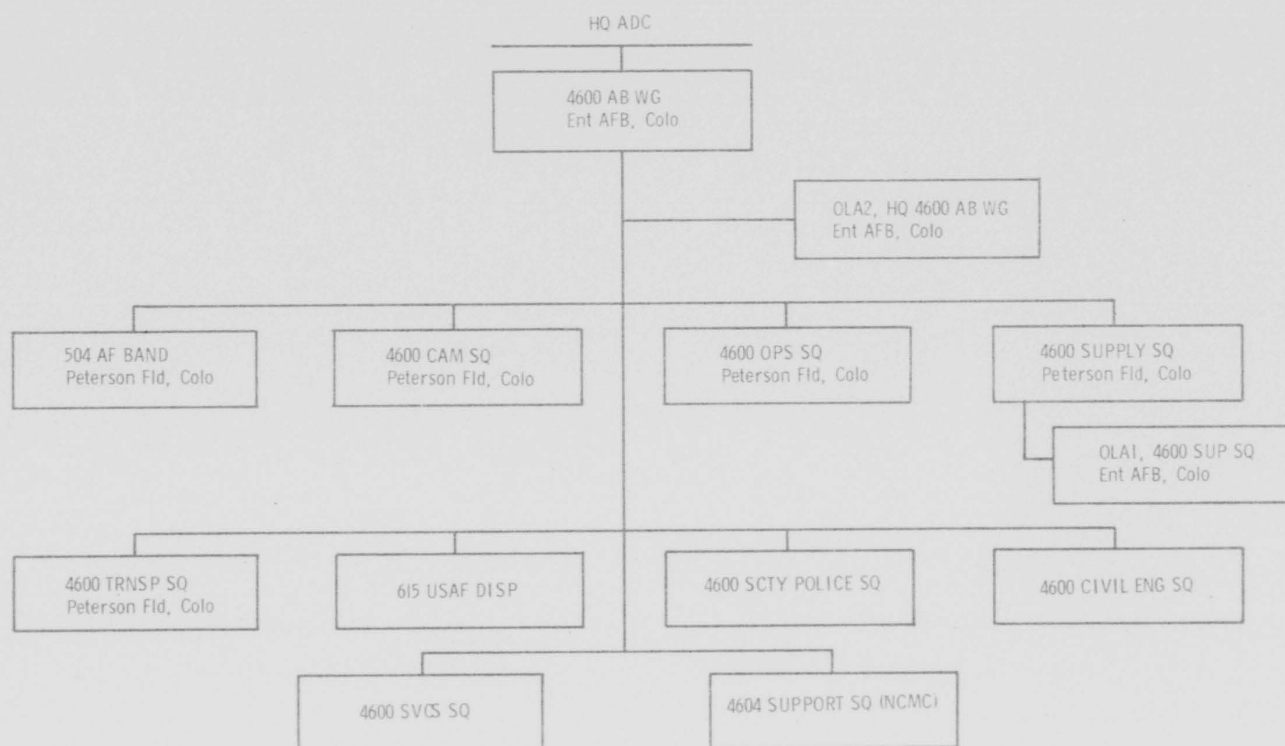 HQ ADC
4600 AB WG
Ent AFB, Colo
OLA2, HQ 4600 AB WG
Ent AFB, Colo
504 AF BAND
Peterson Fld, Colo
4600 CAM SQ
Peterson Fld, Colo
4600 OPS SQ
Peterson Fld, Colo
4600 SUPPLY SQ
Peterson Fld, Colo
OLA1, 4600 SUP SQ
Ent AFB, Colo
4600 TRNSP SQ
Peterson Fld, Colo
615 USAF DISP
4600 SCTY POLICE SQ
4600 CIVIL ENG SQ
4600 SVCS SQ
4604 SUPPORT SQ (NCMC)